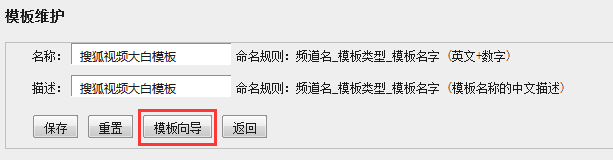 模板维护
名称： 搜狐视频大白模板 命名规则：频道名_模板类型_模板名字（英文+数字）
描述： 搜狐视频大白模板 命名规则：频道名_模板类型_模板名字（模板名称的中文描述）
保存 重置 模板向导 返回